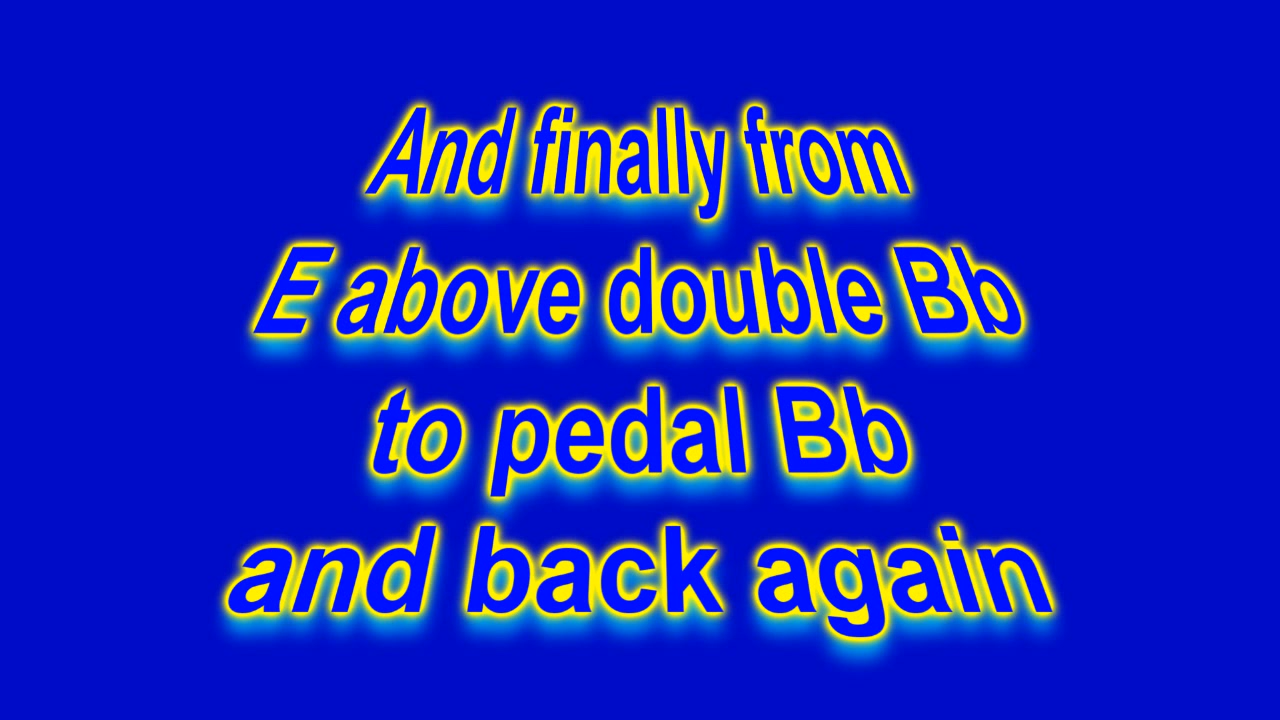 And finally from
E above double Bb
to pedal Bb
and back again